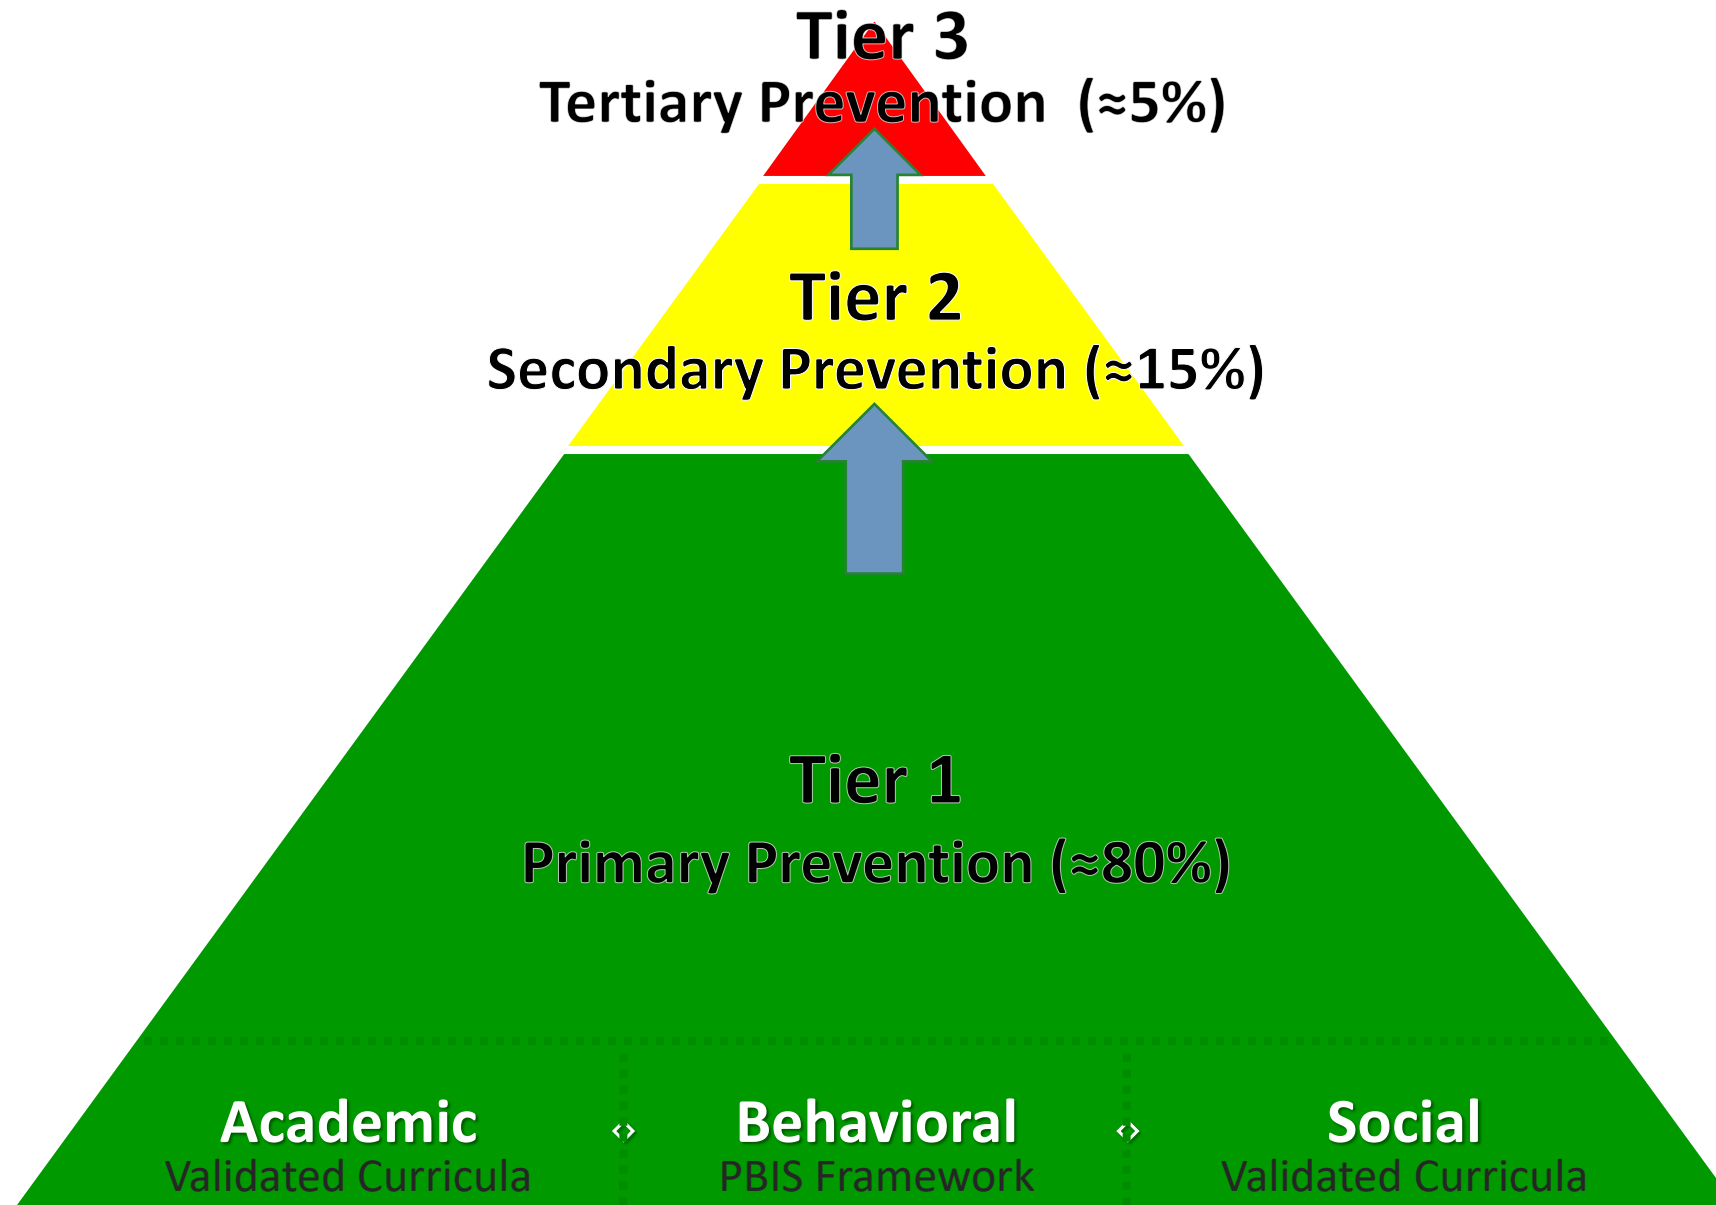 Tier 3
Tertiary Prevention (≈5%)
Tier 2
Secondary Prevention (≈15%)
Tier 1
Primary Prevention (≈80%)
Academic ‹› Behavioral ‹› Social
Validated Curricula PBIS Framework Validated Curricula